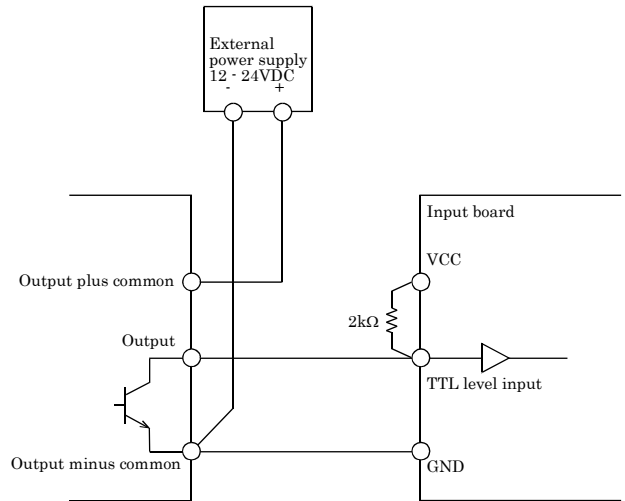 External
power supply
12 - 24VDC
- +
Input board
VCC
Output plus common
2kΩ
Output
TTL level input
Output minus common
GND